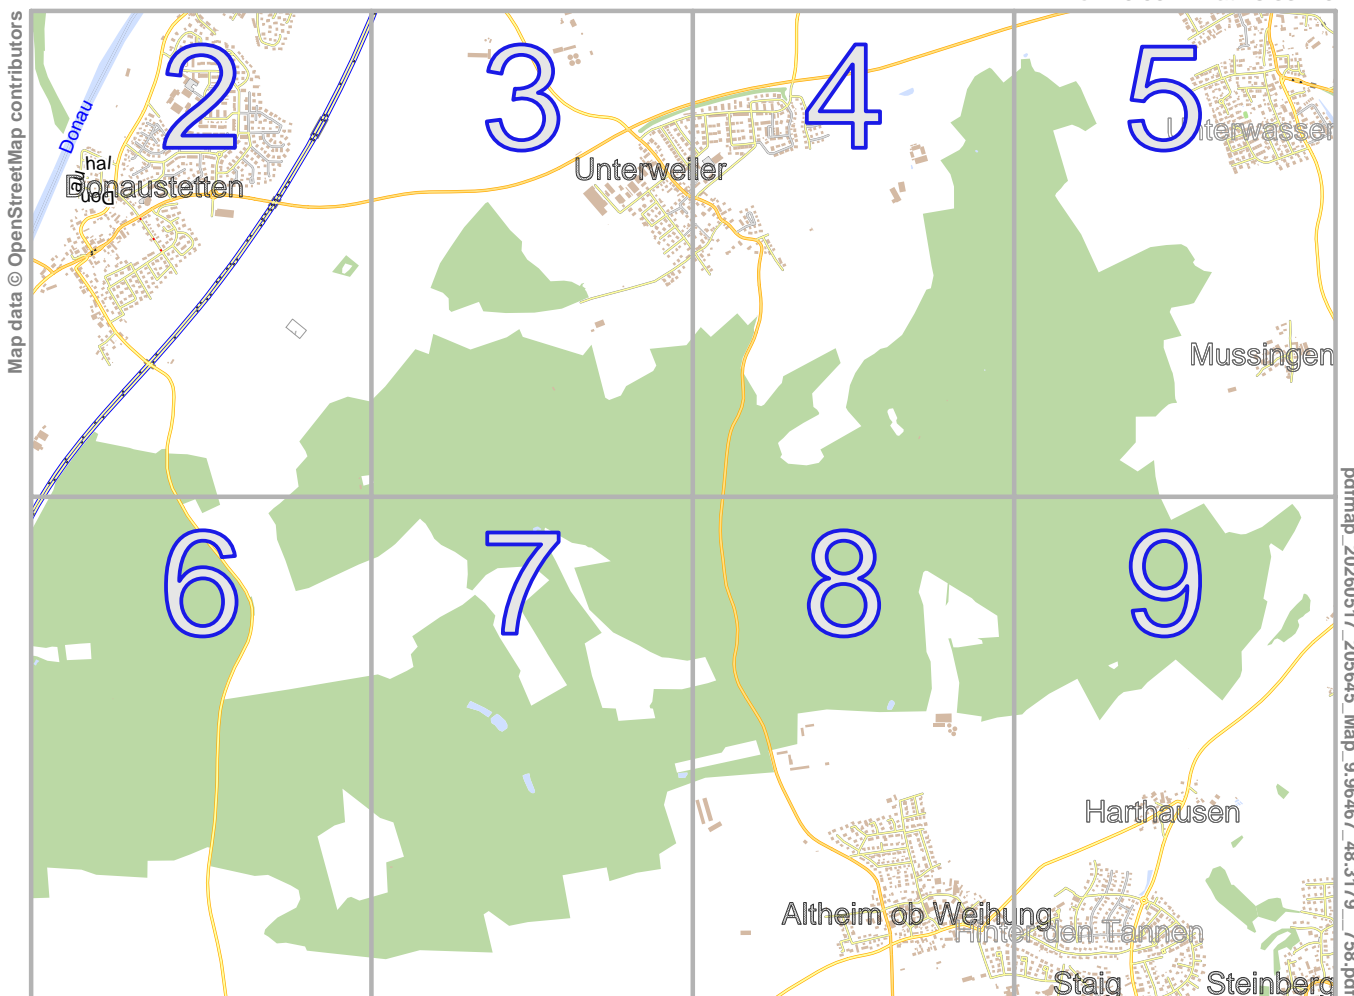 Map data © OpenStreetMap contributors
2
3
4
5
Donau
hal
Donaustetten
Unterweiler
Unterwasser
Mussingen
6
7
8
9
Harthausen
Altheim ob Weihung
Hinter den Tannen
Staig
Steinberg